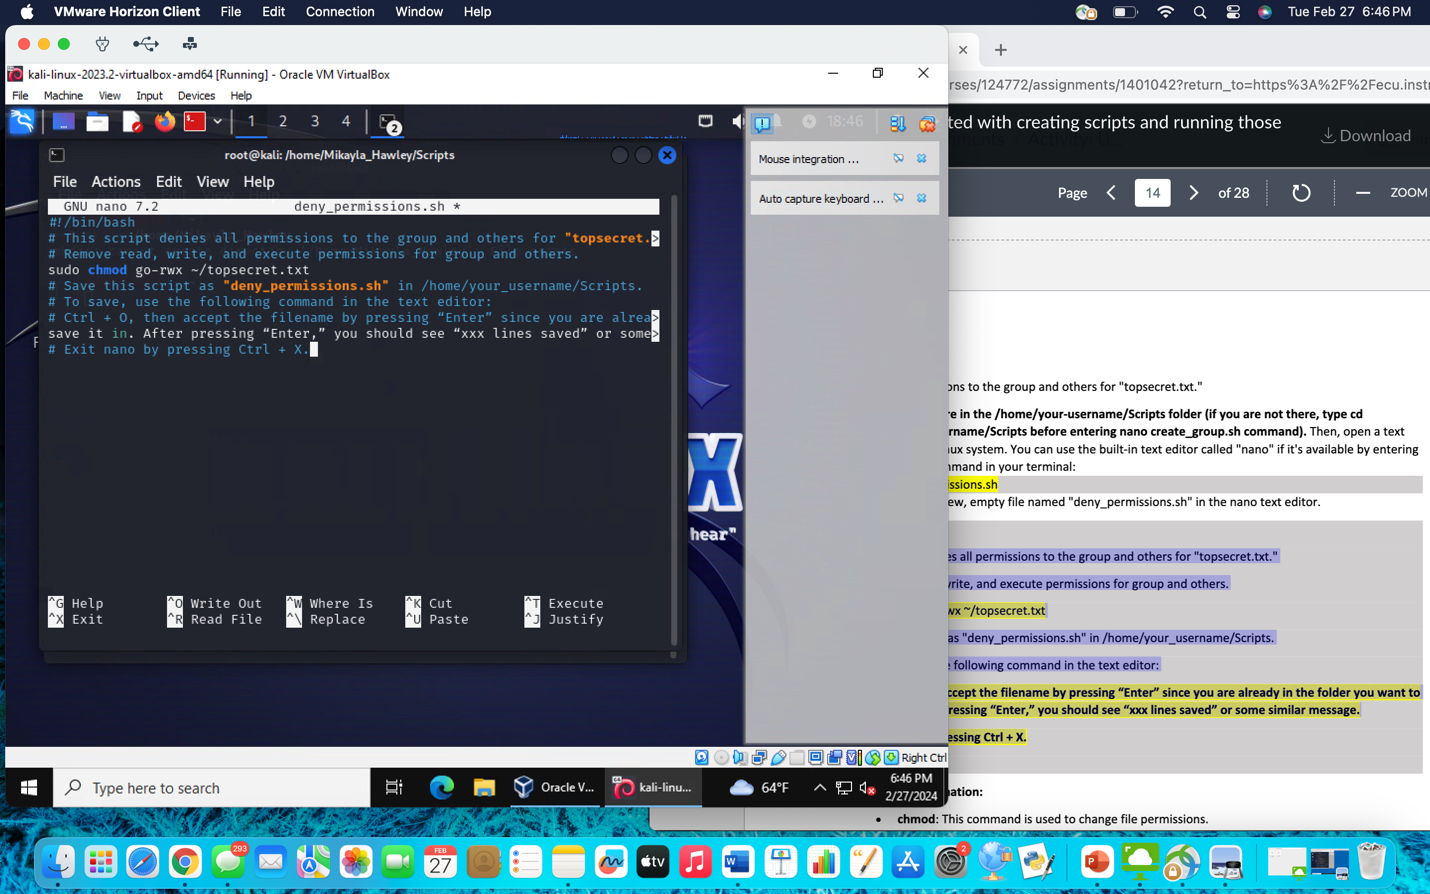 VMware Horizon Client File Edit Connection Window Help
Tue Feb 27 6:46 PM
kali-linux-2023.2-virtualbox-amd64 [Running] - Oracle VM VirtualBox
File Machine View Input Devices Help
1 2 3 4
2
18:46
root@kali: /home/Mikayla_Hawley/Scripts
File Actions Edit View Help
GNU nano 7.2 deny_permissions.sh *
#!/bin/bash
# This script denies all permissions to the group and others for "topsecret.>
# Remove read, write, and execute permissions for group and others.
sudo chmod go-rwx ~/topsecret.txt
# Save this script as "deny_permissions.sh" in /home/your_username/Scripts.
# To save, use the following command in the text editor:
# Ctrl + O, then accept the filename by pressing “Enter” since you are alrea>
save it in. After pressing “Enter,” you should see “xxx lines saved” or some>
# Exit nano by pressing Ctrl + X.
^G Help ^O Write Out ^W Where Is ^K Cut ^T Execute
^X Exit ^R Read File ^\ Replace ^U Paste ^J Justify
Mouse integration ...
Auto capture keyboard ...
X
hear"
Right Ctrl
Type here to search
Oracle V...
kali-linu...
64°F
6:46 PM
2/27/2024
rses/124772/assignments/1401042?return_to=https%3A%2F%2Fecu.instr
ted with creating scripts and running those
Download
Page 14 of 28 ZOOM
ons to the group and others for "topsecret.txt."
re in the /home/your-username/Scripts folder (if you are not there, type cd
rname/Scripts before entering nano create_group.sh command). Then, open a text
ux system. You can use the built-in text editor called "nano" if it's available by entering
nmand in your terminal:
issions.sh
ew, empty file named "deny_permissions.sh" in the nano text editor.
es all permissions to the group and others for "topsecret.txt."
write, and execute permissions for group and others.
wx ~/topsecret.txt
as "deny_permissions.sh" in /home/your_username/Scripts.
e following command in the text editor:
ccept the filename by pressing “Enter” since you are already in the folder you want to
ressing “Enter,” you should see “xxx lines saved” or some similar message.
essing Ctrl + X.
nation:
• chmod: This command is used to change file permissions.
293
FEB
27
tv
2